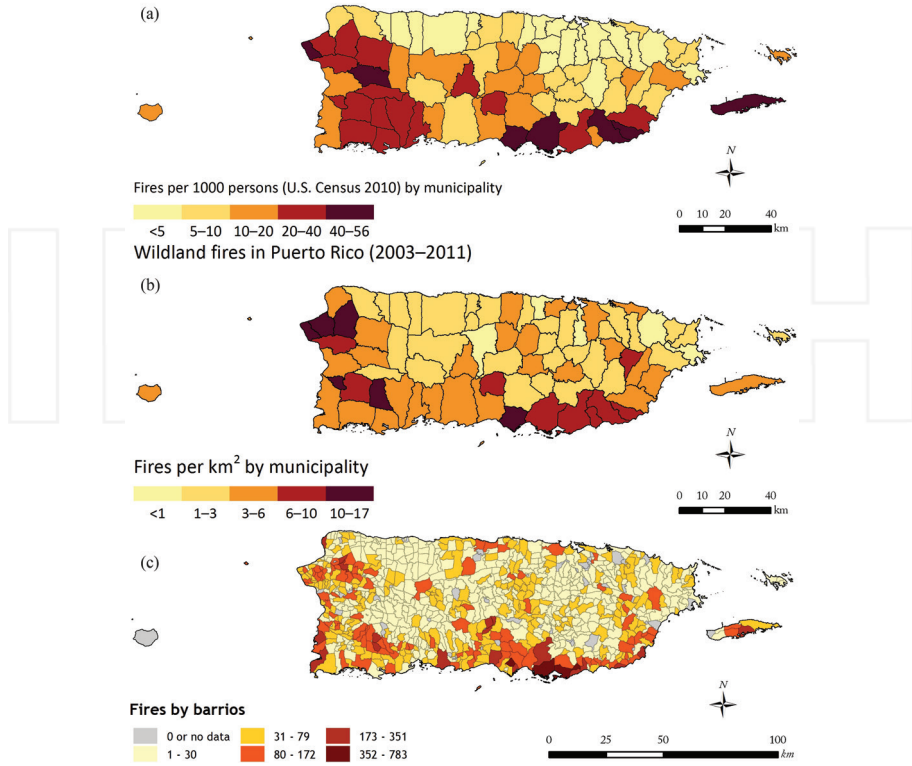 (a)
N
Fires per 1000 persons (U.S. Census 2010) by municipality
<5 5–10 10–20 20–40 40–56
0 10 20 40
km
Wildland fires in Puerto Rico (2003–2011)
(b)
N
Fires per km² by municipality
<1 1–3 3–6 6–10 10–17
0 10 20 40
km
(c)
N
Fires by barrios
0 or no data 31 - 79 173 - 351
1 - 30 80 - 172 352 - 783
0 25 50 100
km